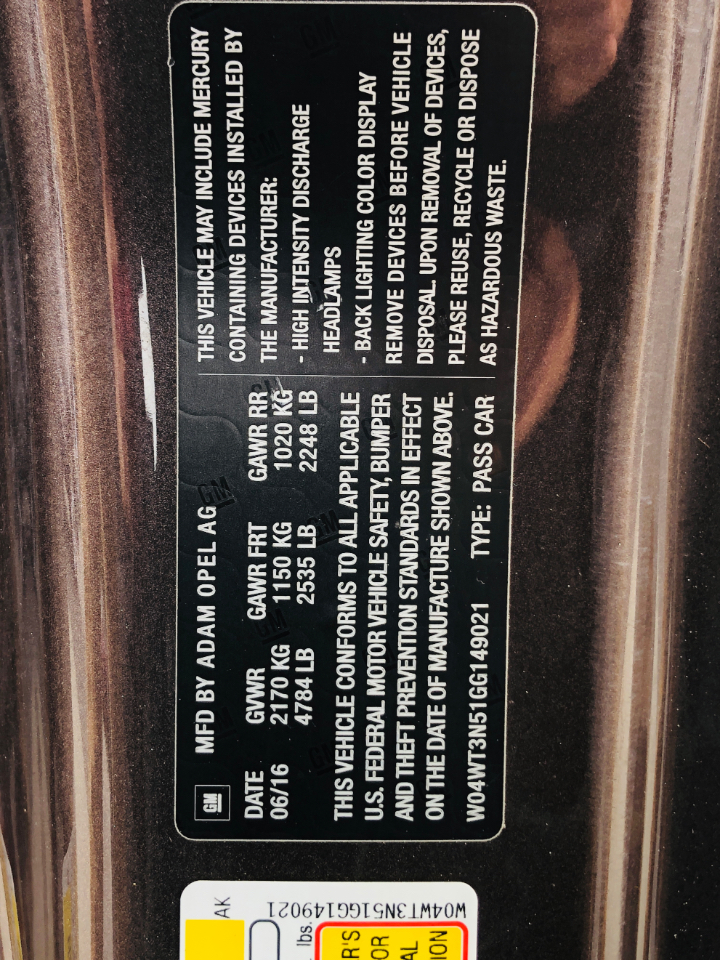 GM
MFD BY ADAM OPEL AG
DATE GVWR GAWR FRT GAWR RR
06/16 2170 KG 1150 KG 1020 KG
4784 LB 2535 LB 2248 LB
THIS VEHICLE CONFORMS TO ALL APPLICABLE
U.S. FEDERAL MOTOR VEHICLE SAFETY, BUMPER
AND THEFT PREVENTION STANDARDS IN EFFECT
ON THE DATE OF MANUFACTURE SHOWN ABOVE.
W04WT3N51GG149021 TYPE: PASS CAR
THIS VEHICLE MAY INCLUDE MERCURY
CONTAINING DEVICES INSTALLED BY
THE MANUFACTURER:
- HIGH INTENSITY DISCHARGE
HEADLAMPS
- BACK LIGHTING COLOR DISPLAY
REMOVE DEVICES BEFORE VEHICLE
DISPOSAL. UPON REMOVAL OF DEVICES,
PLEASE REUSE, RECYCLE OR DISPOSE
AS HAZARDOUS WASTE.
AK
lbs.
R'S
OR
AL
ION
W04WT3N51GG149021